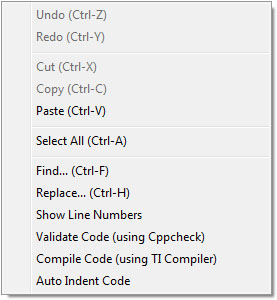 Undo (Ctrl-Z)
Redo (Ctrl-Y)
Cut (Ctrl-X)
Copy (Ctrl-C)
Paste (Ctrl-V)
Select All (Ctrl-A)
Find... (Ctrl-F)
Replace... (Ctrl-H)
Show Line Numbers
Validate Code (using Cppcheck)
Compile Code (using TI Compiler)
Auto Indent Code